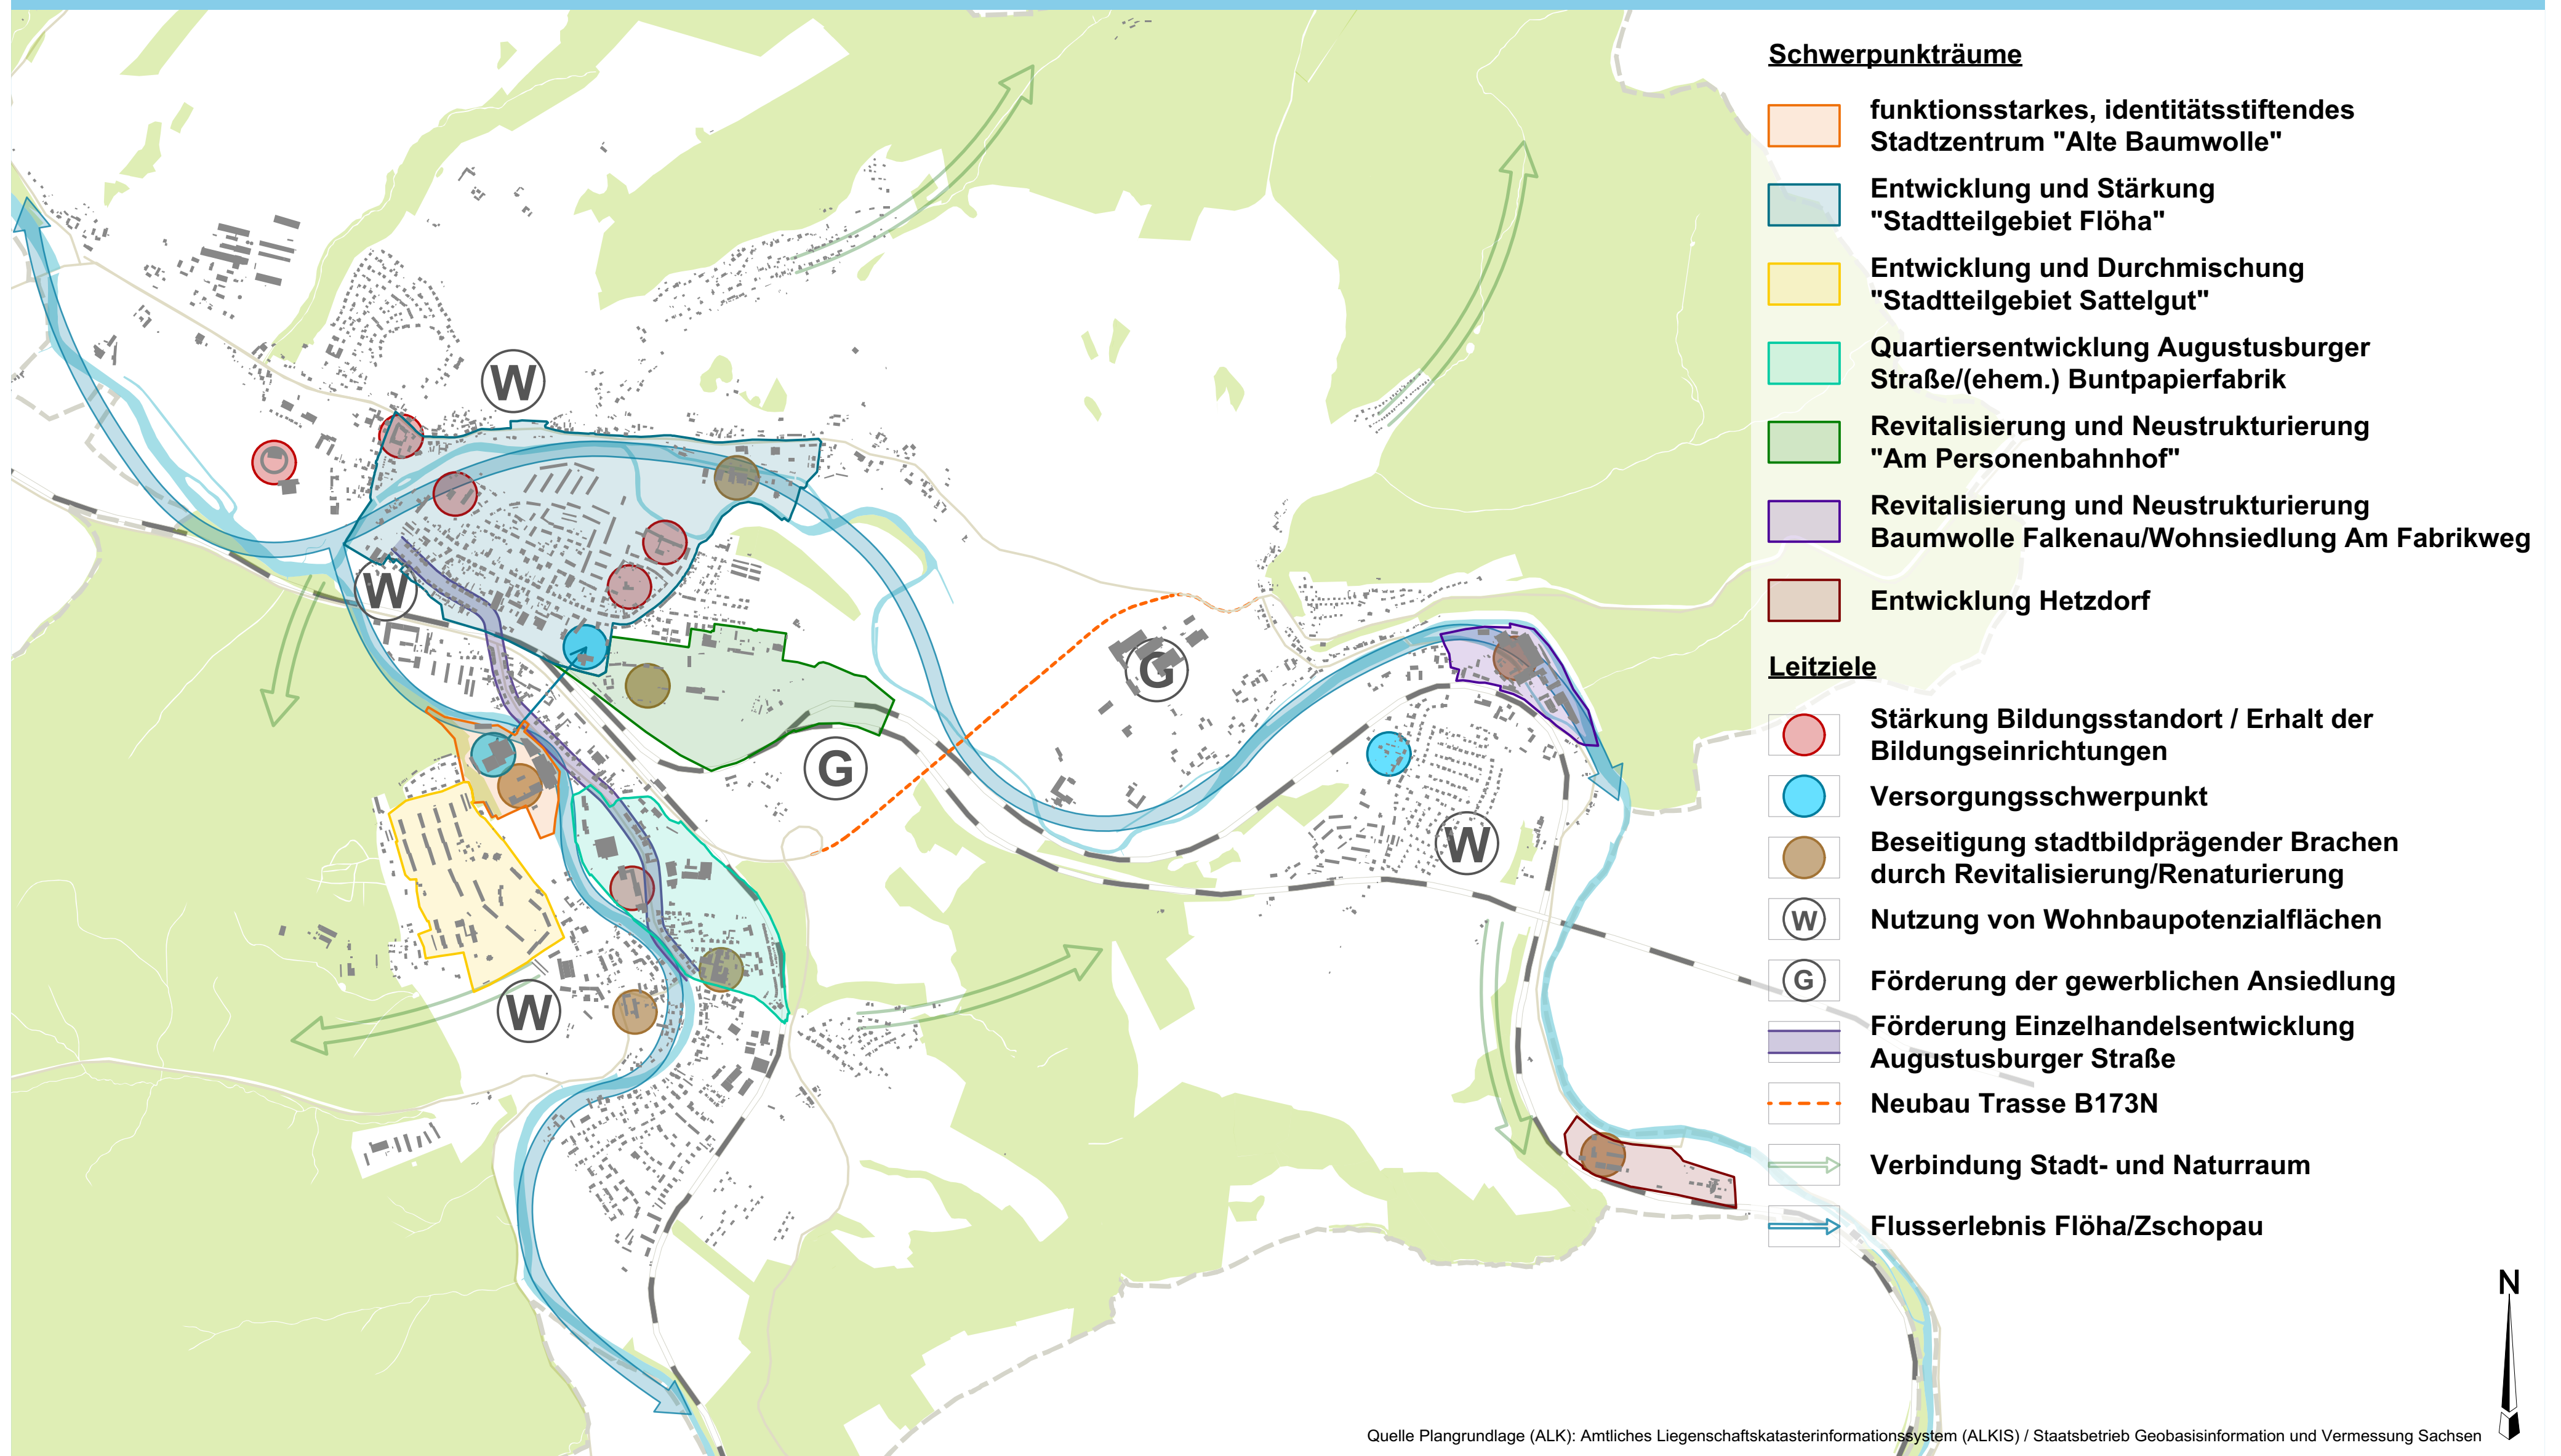 Schwerpunkträume
funktionsstarkes, identitätsstiftendes
Stadtzentrum "Alte Baumwolle"
Entwicklung und Stärkung
"Stadtteilgebiet Flöha"
Entwicklung und Durchmischung
"Stadtteilgebiet Sattelgut"
Quartiersentwicklung Augustusburger
Straße/(ehem.) Buntpapierfabrik
Revitalisierung und Neustrukturierung
"Am Personenbahnhof"
Revitalisierung und Neustrukturierung
Baumwolle Falkenau/Wohnsiedlung Am Fabrikweg
Entwicklung Hetzdorf
Leitziele
Stärkung Bildungsstandort / Erhalt der
Bildungseinrichtungen
Versorgungsschwerpunkt
Beseitigung stadtbildprägender Brachen
durch Revitalisierung/Renaturierung
W Nutzung von Wohnbaupotenzialflächen
G Förderung der gewerblichen Ansiedlung
Förderung Einzelhandelsentwicklung
Augustusburger Straße
Neubau Trasse B173N
Verbindung Stadt- und Naturraum
Flusserlebnis Flöha/Zschopau
W
W
G
G
W
W
N
Quelle Plangrundlage (ALK): Amtliches Liegenschaftskatasterinformationssystem (ALKIS) / Staatsbetrieb Geobasisinformation und Vermessung Sachsen